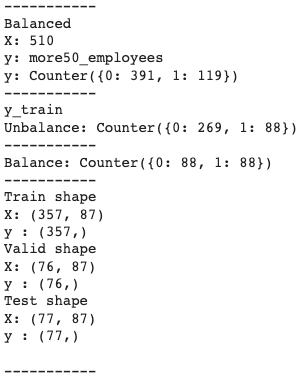 -----------
Balanced
X: 510
y: more50_employees
y: Counter({0: 391, 1: 119})
-----------
y_train
Unbalance: Counter({0: 269, 1: 88})
-----------
Balance: Counter({0: 88, 1: 88})
-----------
Train shape
X: (357, 87)
y : (357,)
Valid shape
X: (76, 87)
y : (76,)
Test shape
X: (77, 87)
y : (77,)

-----------